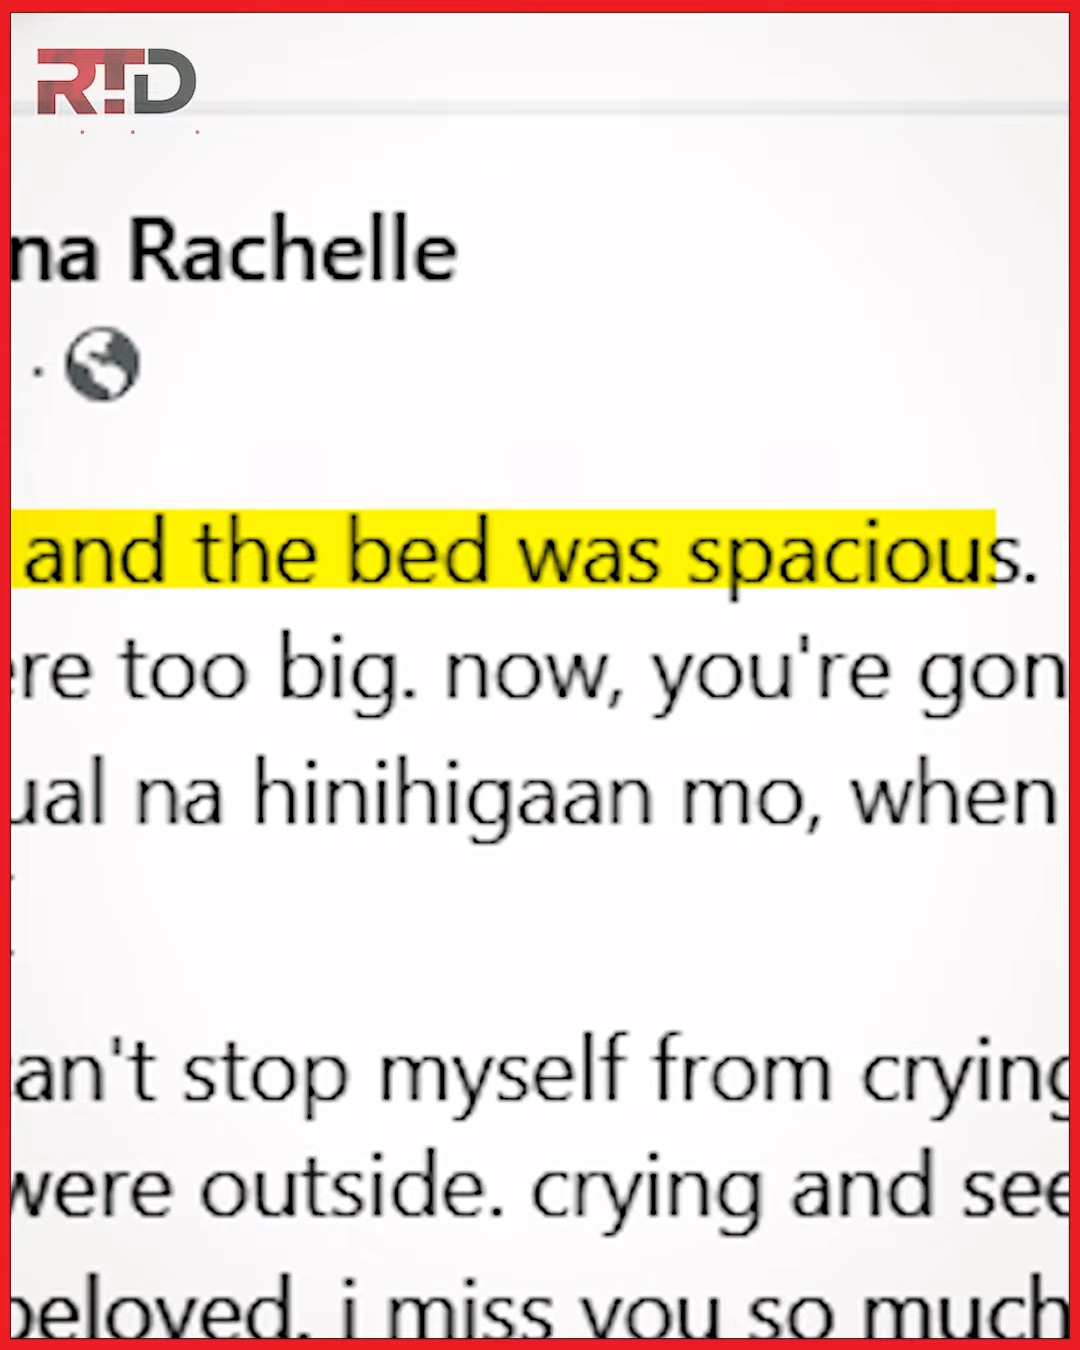 RTD
na Rachelle
and the bed was spacious.
re too big. now, you're gon
ual na hinihigaan mo, when
an't stop myself from crying
were outside. crying and see
beloved. i miss you so much